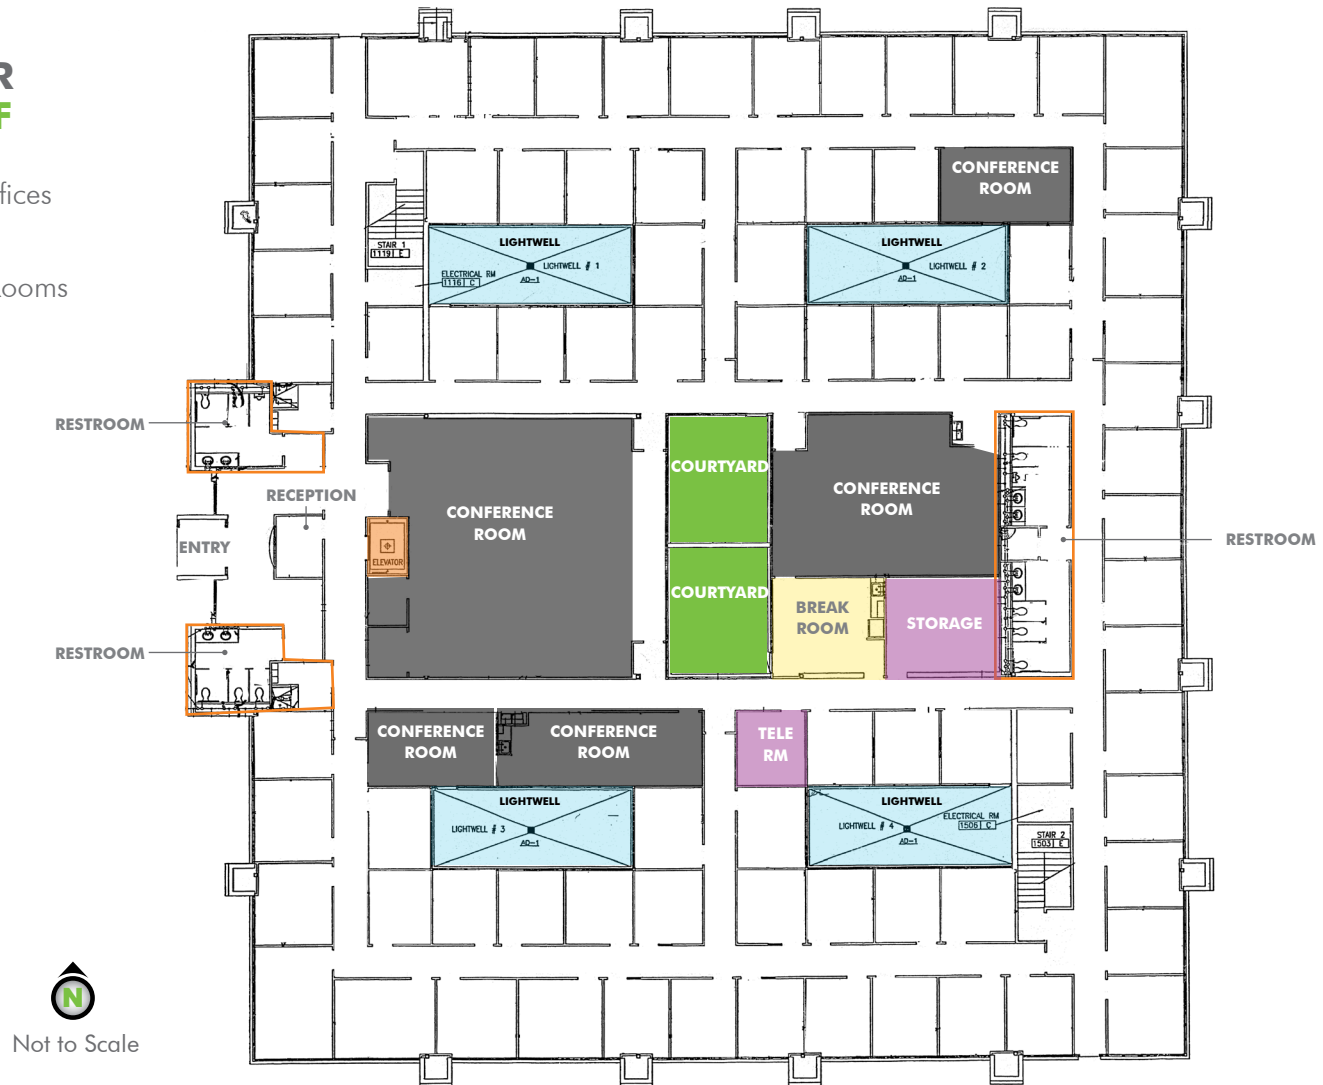 R
F
fices
ooms
CONFERENCE
ROOM
LIGHTWELL
LIGHTWELL # 1
AD-1
STAIR 1
1119 E
ELECTRICAL RM
1116 C
LIGHTWELL
LIGHTWELL # 2
AD-1
RESTROOM
RECEPTION
ENTRY
RESTROOM
CONFERENCE
ROOM
ELEVATOR
COURTYARD
COURTYARD
CONFERENCE
ROOM
BREAK
ROOM
STORAGE
RESTROOM
CONFERENCE
ROOM
CONFERENCE
ROOM
TELE
RM
LIGHTWELL
LIGHTWELL # 3
AD-1
LIGHTWELL
LIGHTWELL # 4
AD-1
ELECTRICAL RM
1506 C
STAIR 2
1503 E
N
Not to Scale